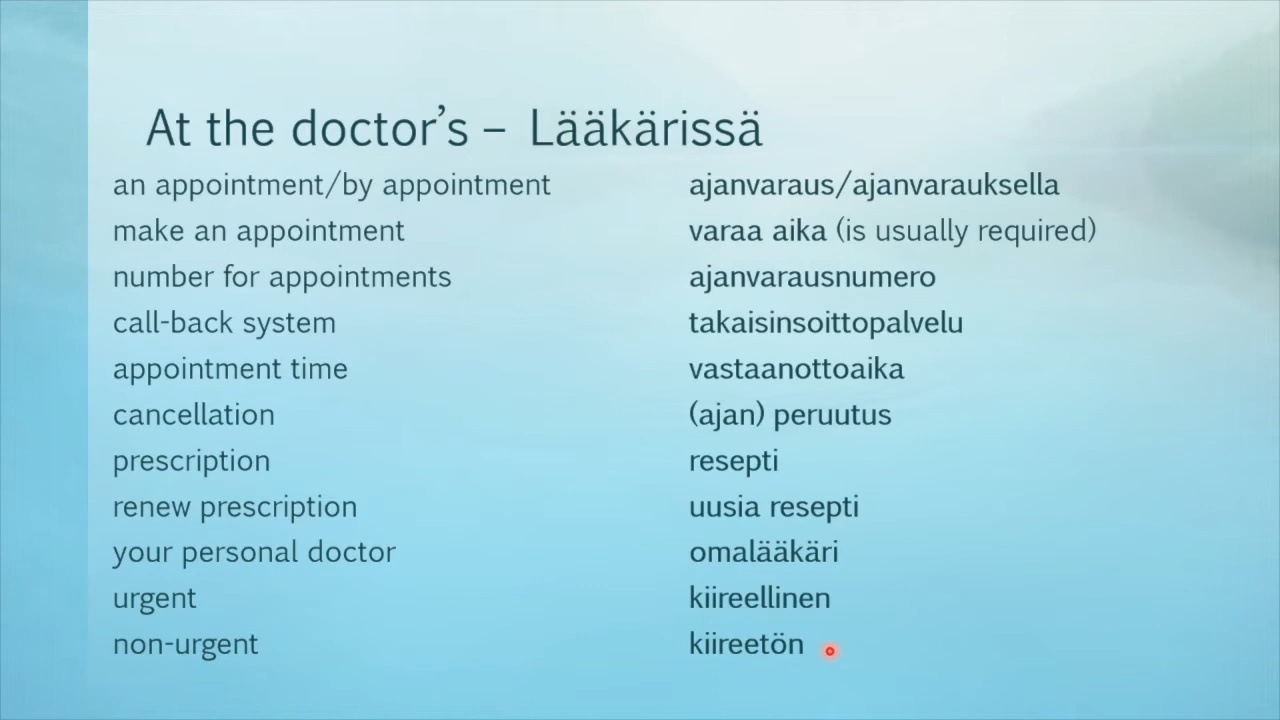 At the doctor’s – Lääkärissä
an appointment/by appointment ajanvaraus/ajanvarauksella
make an appointment varaa aika (is usually required)
number for appointments ajanvarausnumero
call-back system takaisinsoittopalvelu
appointment time vastaanottoaika
cancellation (ajan) peruutus
prescription resepti
renew prescription uusia resepti
your personal doctor omalääkäri
urgent kiireellinen
non-urgent kiireetön